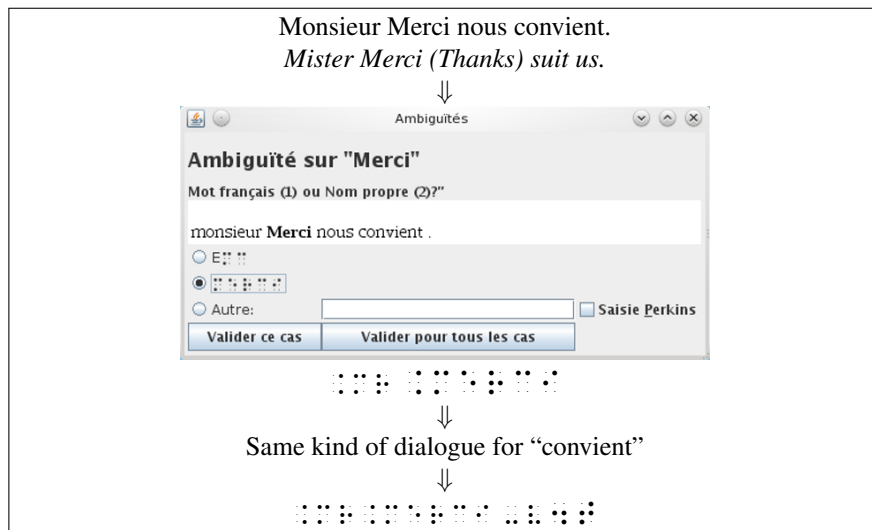 Monsieur Merci nous convient.
Mister Merci (Thanks) suit us.
⇓
Ambiguïtés
Ambiguïté sur "Merci"
Mot français (1) ou Nom propre (2)?"
monsieur Merci nous convient .
Autre:
Saisie Perkins
Valider ce cas
Valider pour tous les cas
⇓
Same kind of dialogue for “convient”
⇓